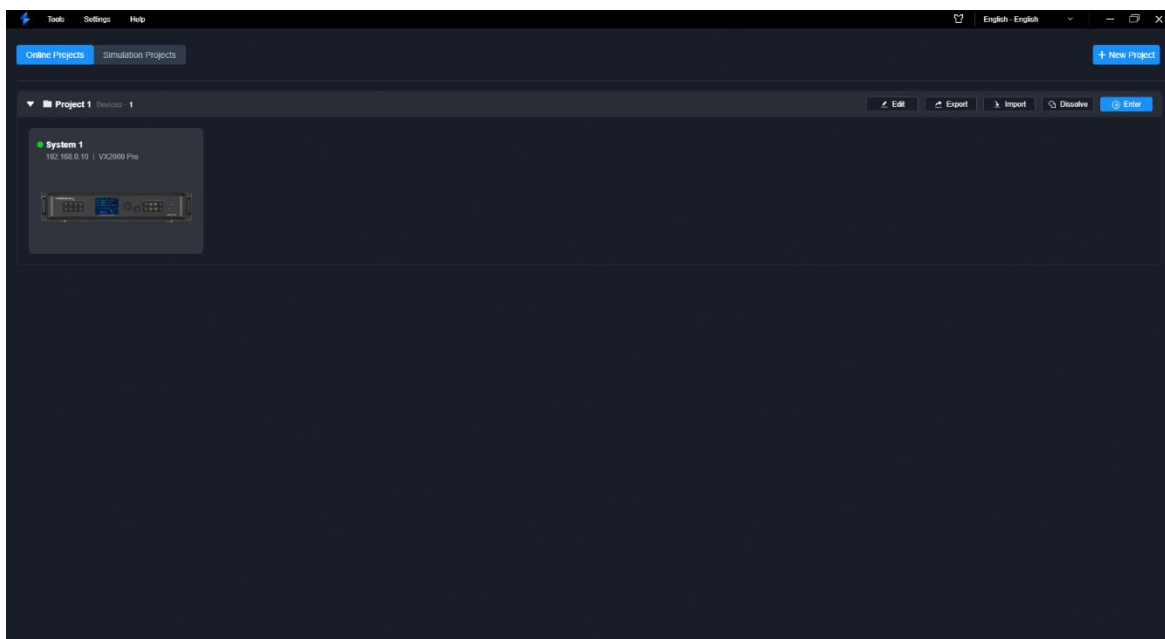 Tools Settings Help English - English
Online Projects Simulation Projects + New Project
Project 1 Devices · 1 Edit Export Import Dissolve Enter
System 1
192.168.0.10 | VX2000 Pro